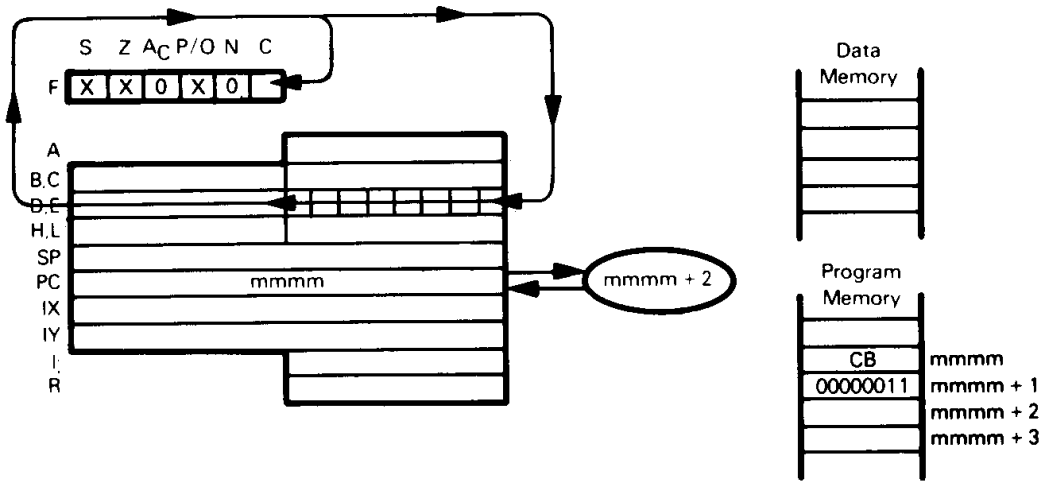 S Z AC P/O N C
F X X 0 X 0
A
B,C
D,E
H,L
SP
PC mmmm
mmmm + 2
IX
IY
I
R
Data
Memory
Program
Memory
CB mmmm
00000011 mmmm + 1
mmmm + 2
mmmm + 3